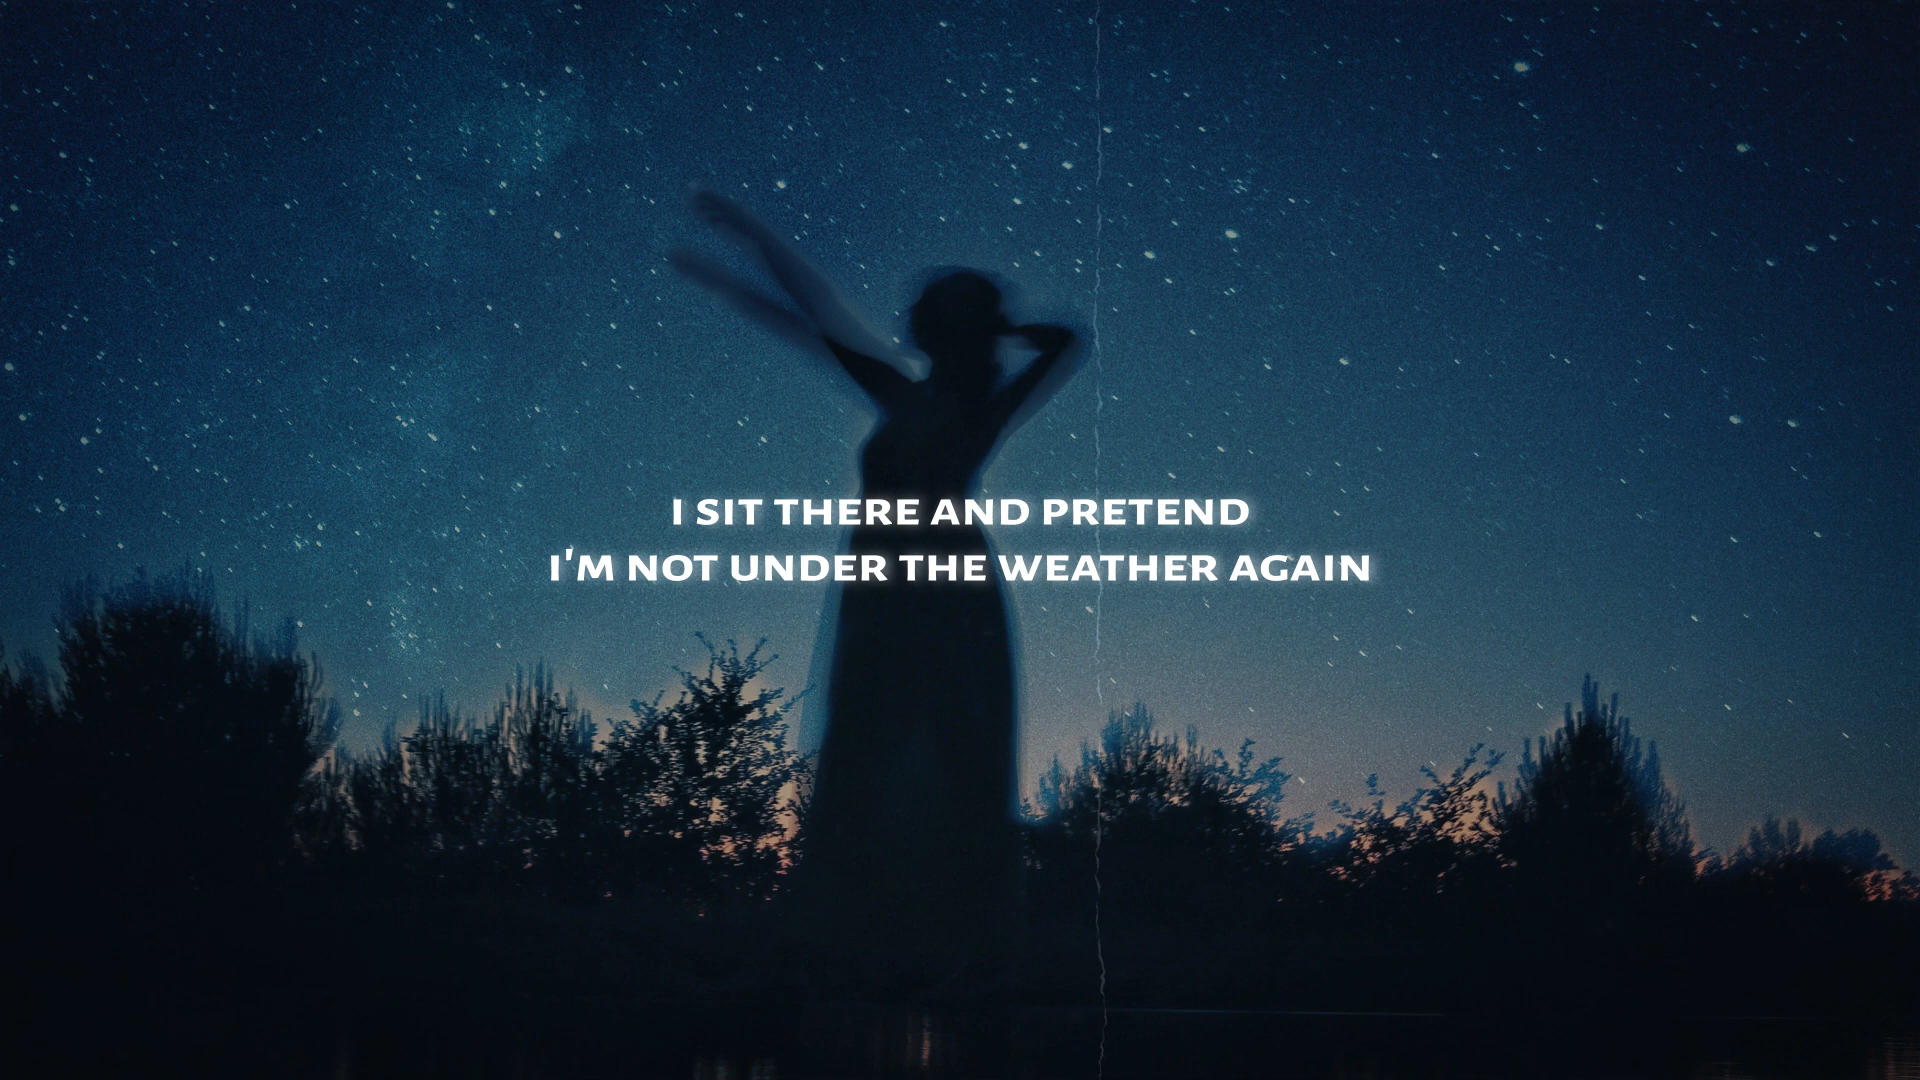 I SIT THERE AND PRETEND
I'M NOT UNDER THE WEATHER AGAIN